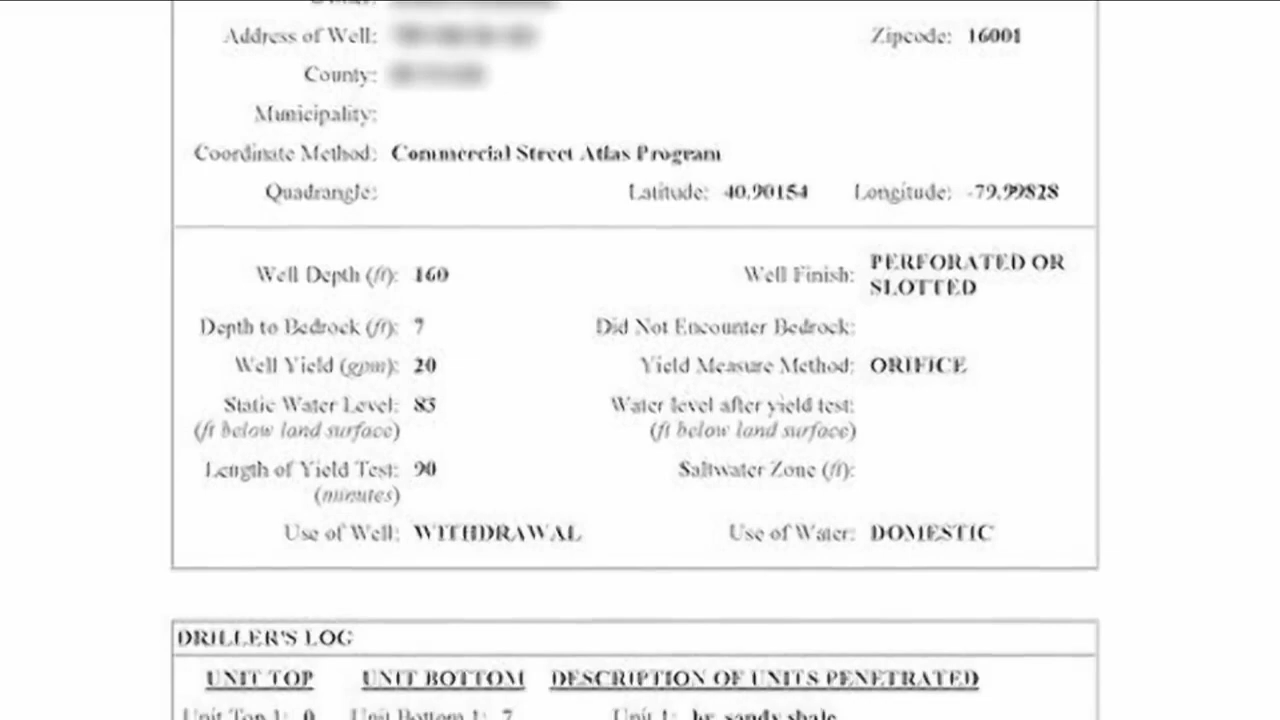 Address of Well: Zipcode: 16001
County:
Municipality:
Coordinate Method: Commercial Street Atlas Program
Quadrangle: Latitude: 40.90154 Longitude: -79.99828
Well Depth (ft): 160 Well Finish: PERFORATED OR SLOTTED
Depth to Bedrock (ft): 7 Did Not Encounter Bedrock:
Well Yield (gpm): 20 Yield Measure Method: ORIFICE
Static Water Level: 85 Water level after yield test:
(ft below land surface) (ft below land surface)
Length of Yield Test: 90 Saltwater Zone (ft):
(minutes)
Use of Well: WITHDRAWAL Use of Water: DOMESTIC
DRILLER'S LOG
UNIT TOP UNIT BOTTOM DESCRIPTION OF UNITS PENETRATED
Unit Top 1: 0 Unit Bottom 1: 7 Unit 1: br. sandy shale